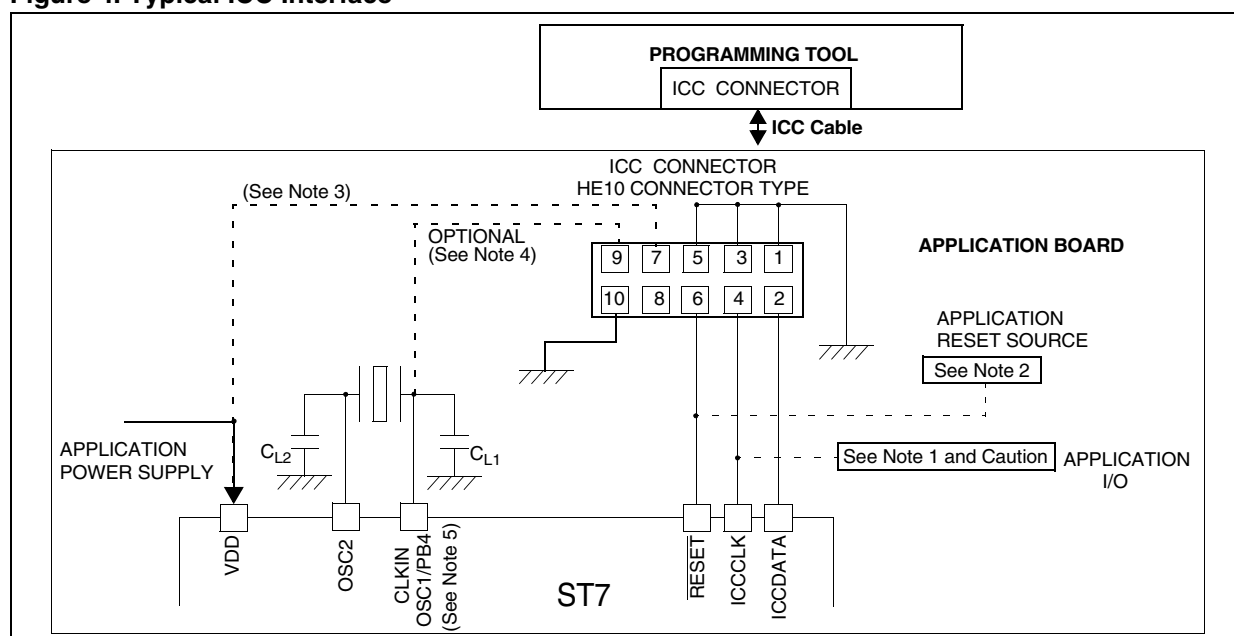 Figure 4. Typical ICC Interface
PROGRAMMING TOOL
ICC CONNECTOR
ICC Cable
ICC CONNECTOR
HE10 CONNECTOR TYPE
(See Note 3)
OPTIONAL
(See Note 4)
9 7 5 3 1
10 8 6 4 2
APPLICATION BOARD
APPLICATION
RESET SOURCE
See Note 2
APPLICATION
POWER SUPPLY
CL2
CL1
See Note 1 and Caution
APPLICATION
I/O
VDD
OSC2
CLKIN
OSC1/PB4
(See Note 5)
RESET
ICCCLK
ICCDATA
ST7